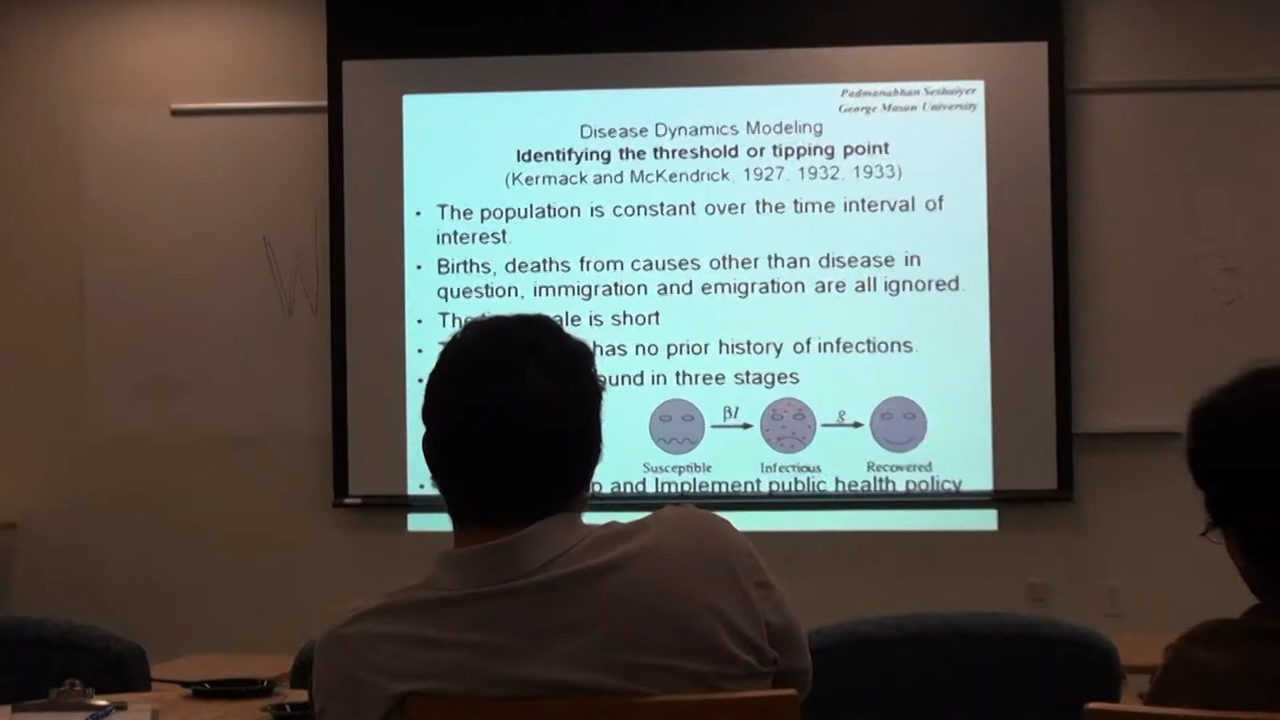 Padmanabhan Seshaiyer
George Mason University
Disease Dynamics Modeling
Identifying the threshold or tipping point
(Kermack and McKendrick, 1927, 1932, 1933)
• The population is constant over the time interval of
interest.
• Births, deaths from causes other than disease in
question, immigration and emigration are all ignored.
• The ale is short
• has no prior history of infections.
• ound in three stages
βI g
Susceptible Infectious Recovered
• p and Implement public health policy
W